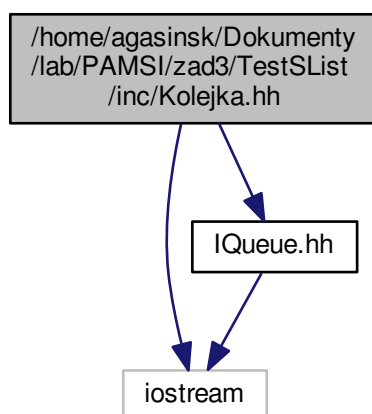 /home/agasinsk/Dokumenty
/lab/PAMSI/zad3/TestSList
/inc/Kolejka.hh
IQueue.hh
iostream